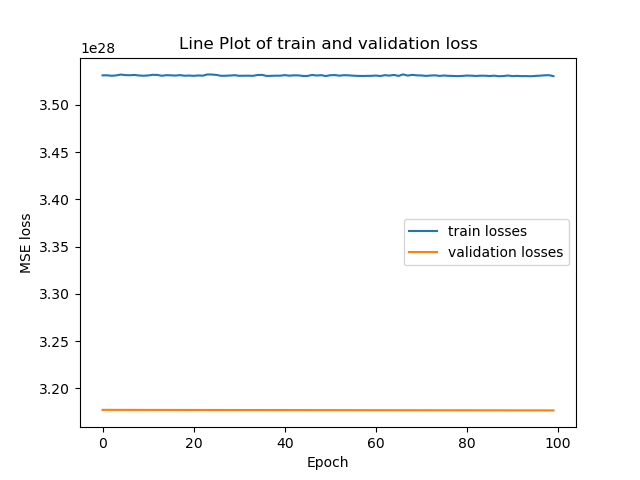 Line Plot of train and validation loss
1e28
3.50
3.45
3.40
3.35
3.30
3.25
3.20
MSE loss
train losses
validation losses
0 20 40 60 80 100
Epoch